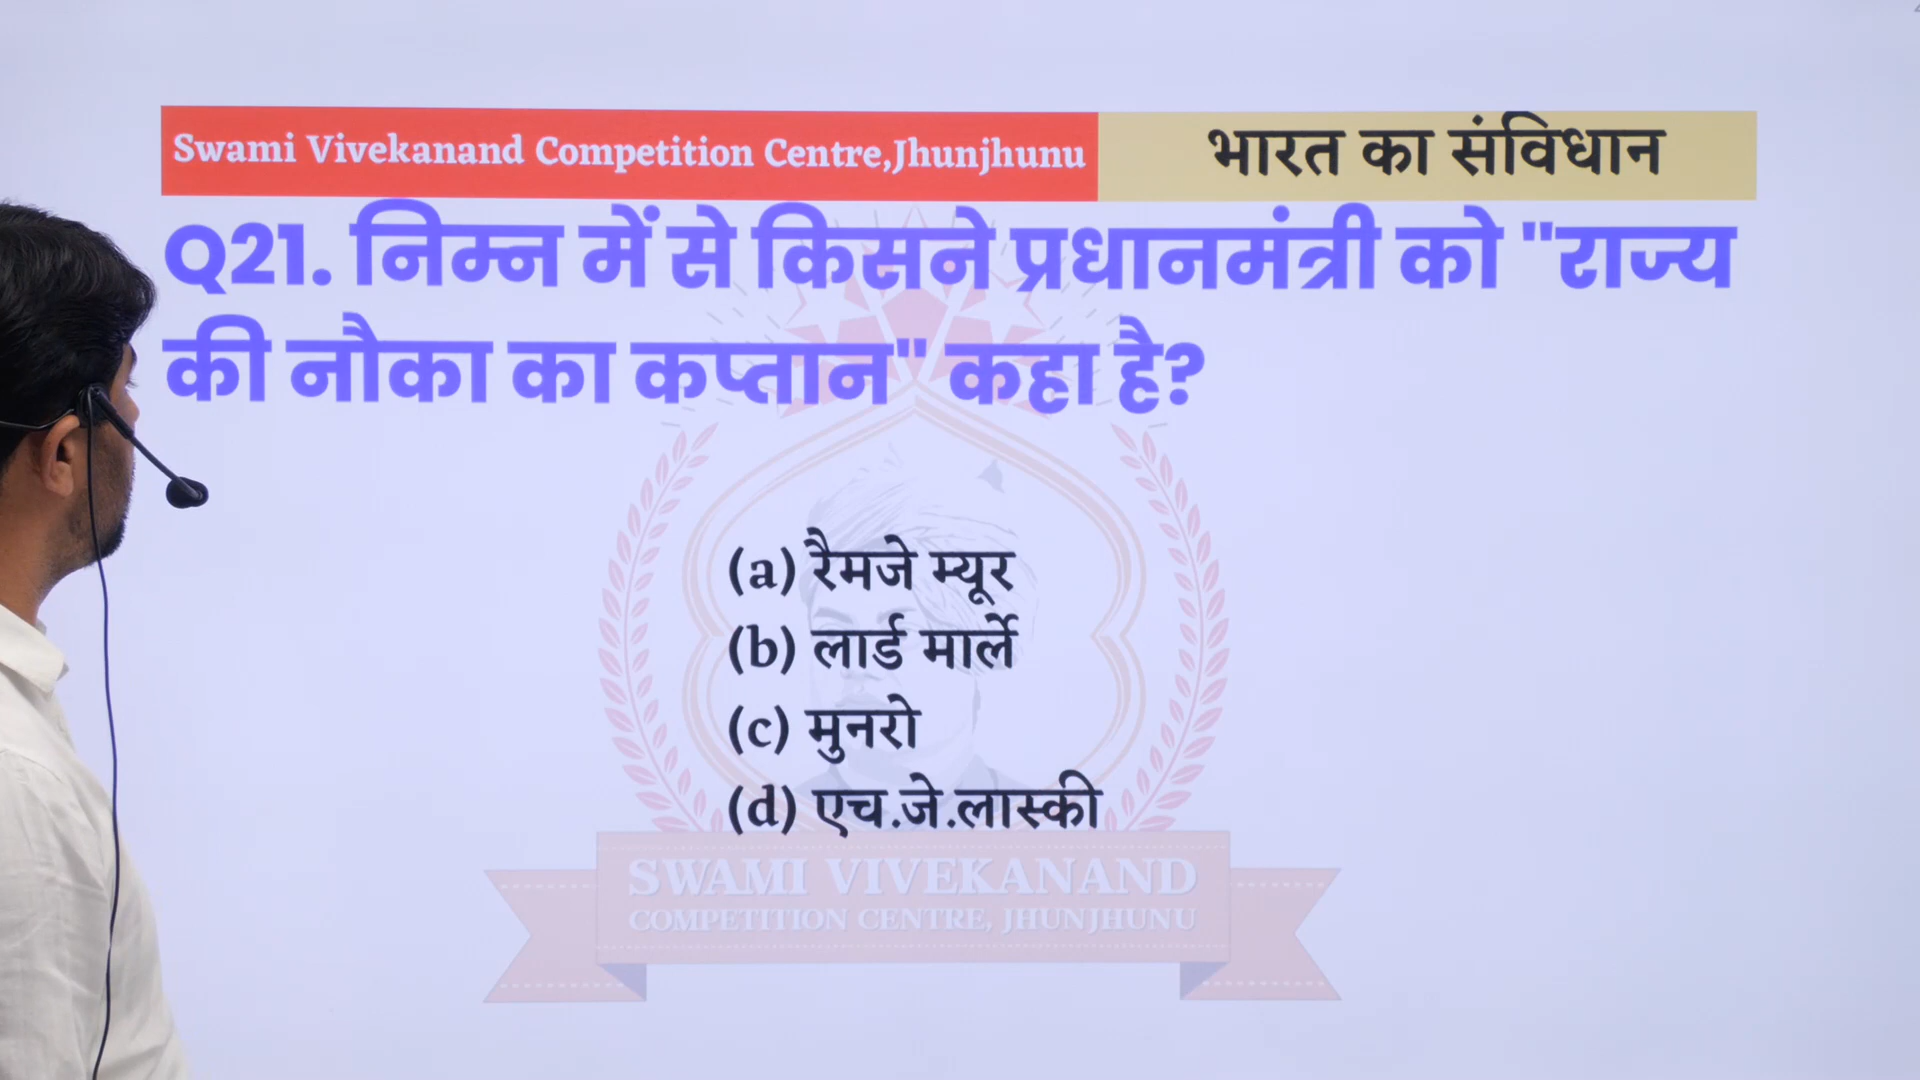 Swami Vivekanand Competition Centre,Jhunjhunu
भारत का संविधान
Q21. निम्न में से किसने प्रधानमंत्री को "राज्य
की नौका का कप्तान" कहा है?
(a) रैमजे म्यूर
(b) लार्ड मार्ले
(c) मुनरो
(d) एच.जे.लास्की
SWAMI VIVEKANAND
COMPETITION CENTRE, JHUNJHUNU